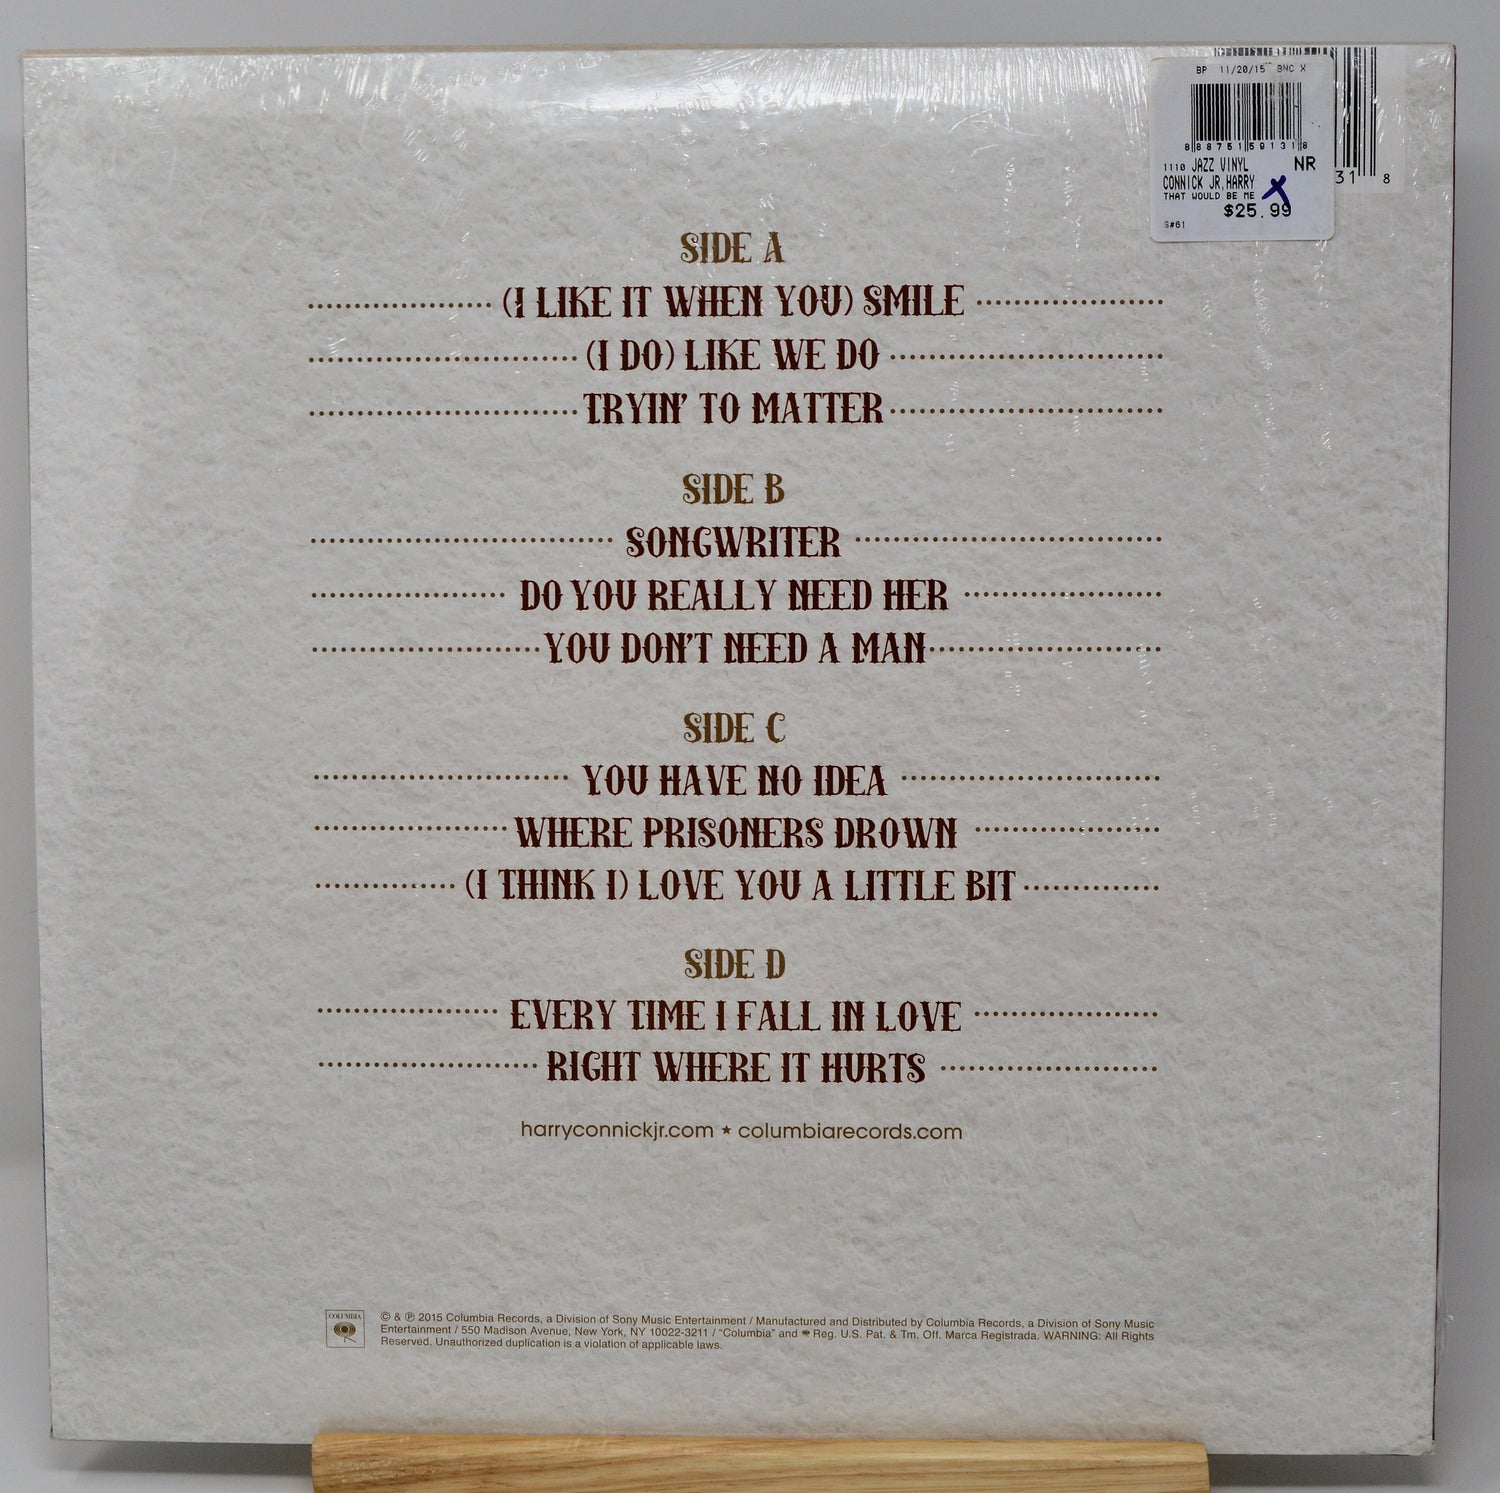 BP 11/20/15 BMC X
8 88751 59131 8
1110 JAZZ VINYL NR
CONNICK JR,HARRY
THAT WOULD BE ME
$25.99
S#61
31 8
SIDE A
(I LIKE IT WHEN YOU) SMILE
(I DO) LIKE WE DO
TRYIN' TO MATTER
SIDE B
SONGWRITER
DO YOU REALLY NEED HER
YOU DON'T NEED A MAN
SIDE C
YOU HAVE NO IDEA
WHERE PRISONERS DROWN
(I THINK I) LOVE YOU A LITTLE BIT
SIDE D
EVERY TIME I FALL IN LOVE
RIGHT WHERE IT HURTS
harryconnickjr.com ★ columbiarecords.com
COLUMBIA
© & ℗ 2015 Columbia Records, a Division of Sony Music Entertainment / Manufactured and Distributed by Columbia Records, a Division of Sony Music
Entertainment / 550 Madison Avenue, New York, NY 10022-3211 / "Columbia" and Reg. U.S. Pat. & Tm. Off. Marca Registrada. WARNING: All Rights
Reserved. Unauthorized duplication is a violation of applicable laws.